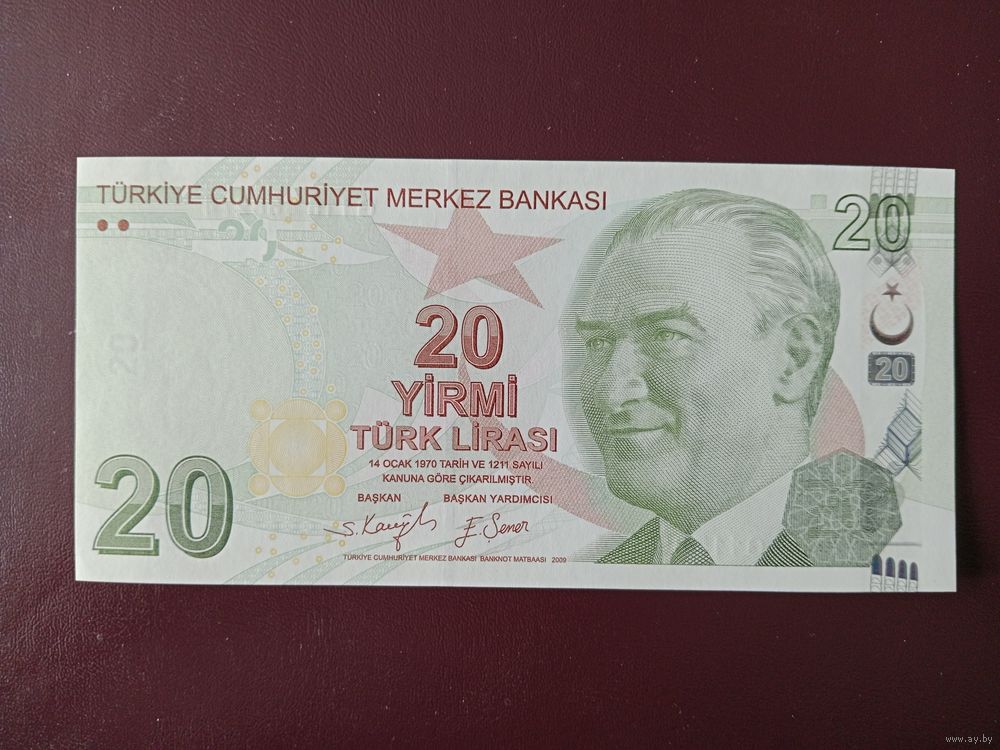 TÜRKİYE CUMHURİYET MERKEZ BANKASI
20
20
YİRMİ
TÜRK LİRASI
20
14 OCAK 1970 TARİH VE 1211 SAYILI
KANUNA GÖRE ÇIKARILMIŞTIR.
BAŞKAN BAŞKAN YARDIMCISI
E. Şener
20
TÜRKİYE CUMHURİYET MERKEZ BANKASI BANKNOT MATBAASI 2009
www.ay.by